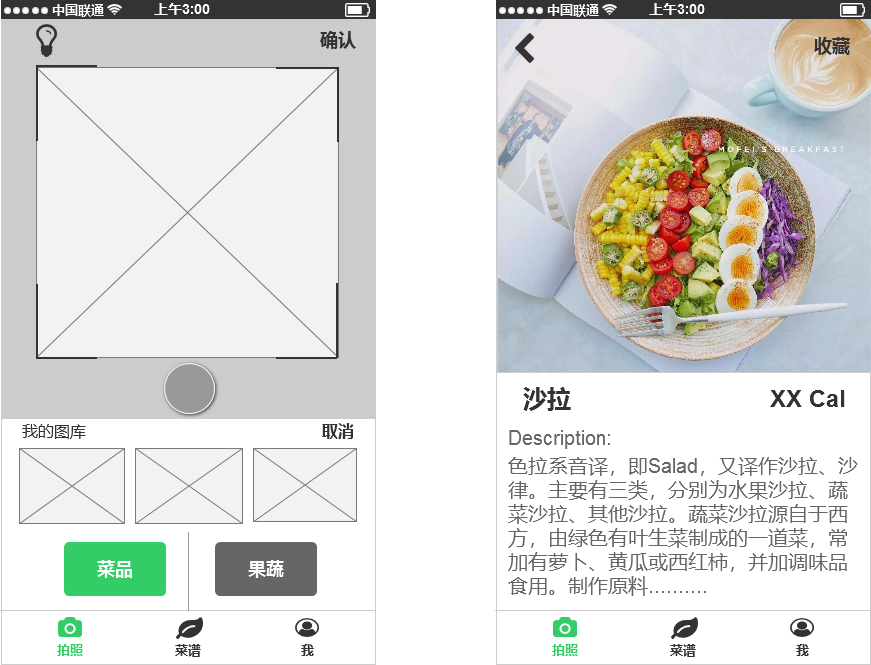 中国联通 上午3:00
确认
我的图库 取消
菜品 果蔬
拍照 菜谱 我
中国联通 上午3:00
收藏
MOFEI'S BREAKFAST
沙拉 XX Cal
Description:
色拉系音译，即Salad，又译作沙拉、沙
律。主要有三类，分别为水果沙拉、蔬
菜沙拉、其他沙拉。蔬菜沙拉源自于西
方，由绿色有叶生菜制成的一道菜，常
加有萝卜、黄瓜或西红柿，并加调味品
食用。制作原料..........
拍照 菜谱 我